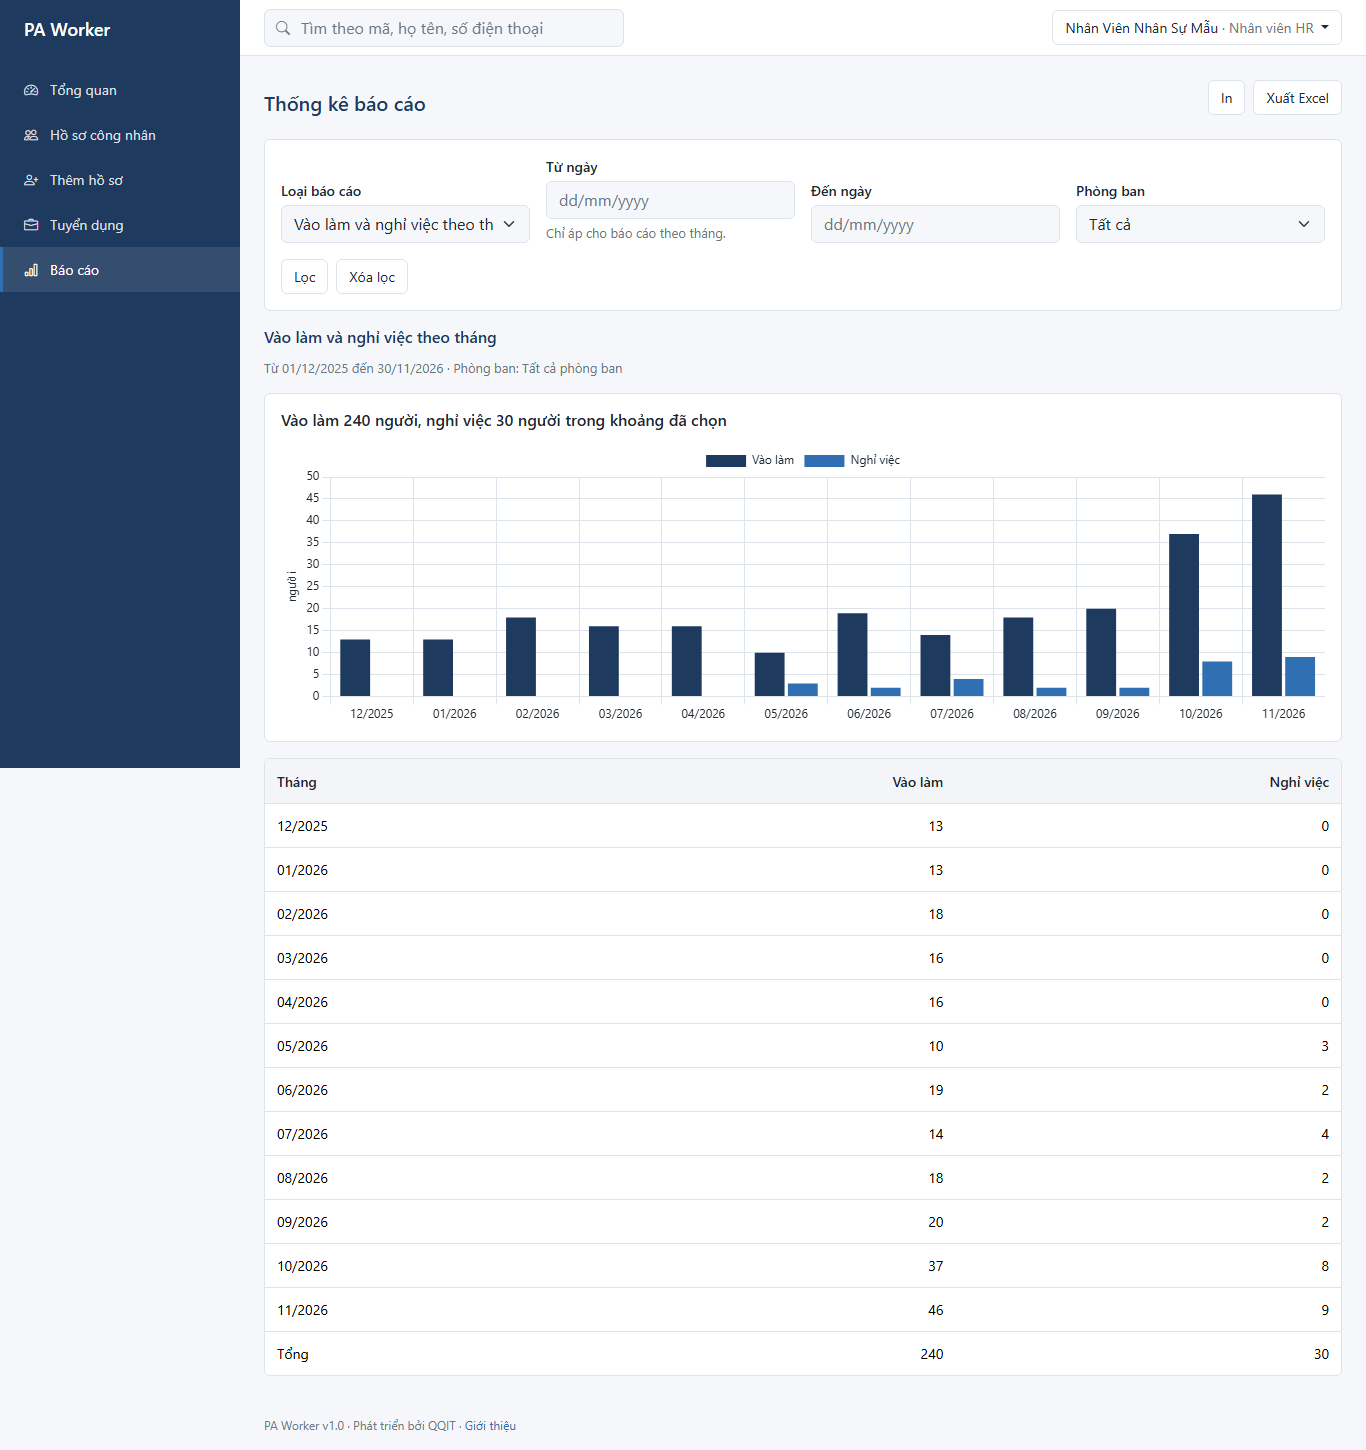 PA Worker
Tổng quan
Hồ sơ công nhân
Thêm hồ sơ
Tuyển dụng
Báo cáo
Tìm theo mã, họ tên, số điện thoại
Nhân Viên Nhân Sự Mẫu · Nhân viên HR
Thống kê báo cáo
In
Xuất Excel
Loại báo cáo
Vào làm và nghỉ việc theo th
Từ ngày
dd/mm/yyyy
Chỉ áp cho báo cáo theo tháng.
Đến ngày
dd/mm/yyyy
Phòng ban
Tất cả
Lọc
Xóa lọc
Vào làm và nghỉ việc theo tháng
Từ 01/12/2025 đến 30/11/2026 · Phòng ban: Tất cả phòng ban
Vào làm 240 người, nghỉ việc 30 người trong khoảng đã chọn
Vào làm Nghỉ việc
người
50
45
40
35
30
25
20
15
10
5
0
12/2025 01/2026 02/2026 03/2026 04/2026 05/2026 06/2026 07/2026 08/2026 09/2026 10/2026 11/2026
Tháng Vào làm Nghỉ việc
12/2025 13 0
01/2026 13 0
02/2026 18 0
03/2026 16 0
04/2026 16 0
05/2026 10 3
06/2026 19 2
07/2026 14 4
08/2026 18 2
09/2026 20 2
10/2026 37 8
11/2026 46 9
Tổng 240 30
PA Worker v1.0 · Phát triển bởi QQIT · Giới thiệu